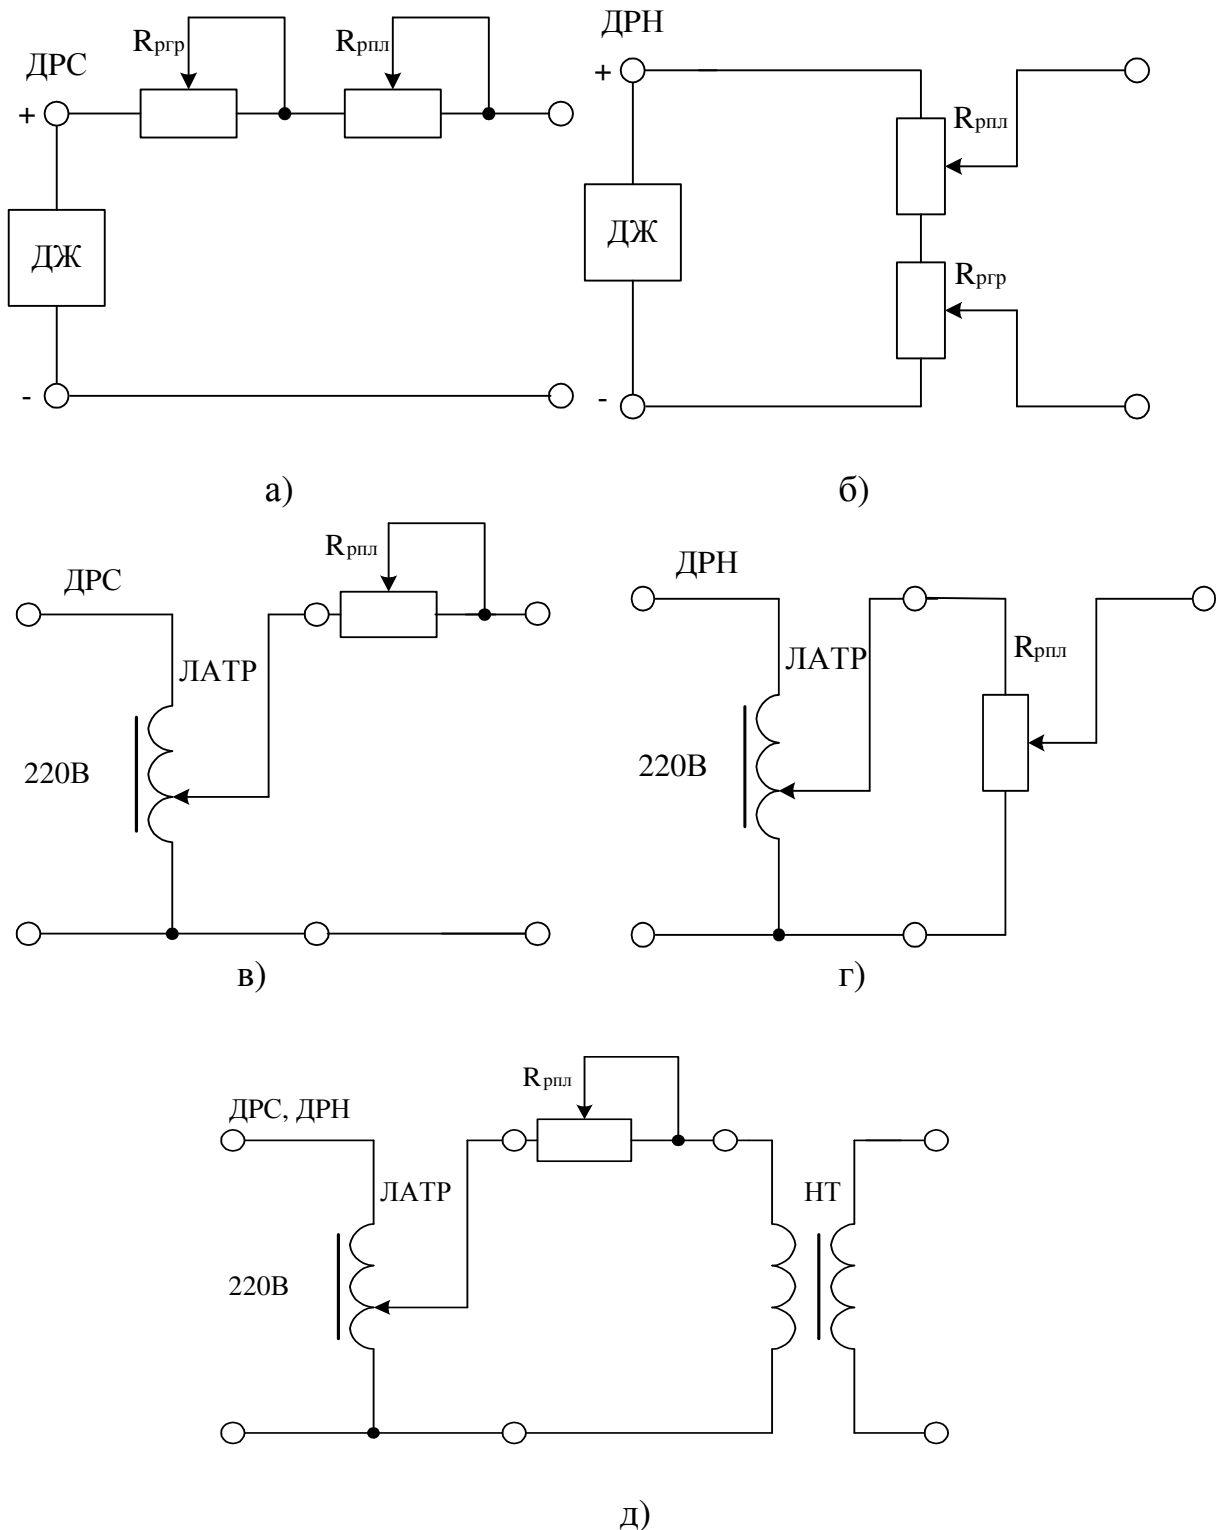 ДРС
Rргр
Rрпл
+
ДЖ
-
а)
ДРН
+
Rрпл
ДЖ
Rргр
-
б)
ДРС
Rрпл
ЛАТР
220В
в)
ДРН
Rрпл
ЛАТР
220В
г)
ДРС, ДРН
Rрпл
ЛАТР
НТ
220В
д)